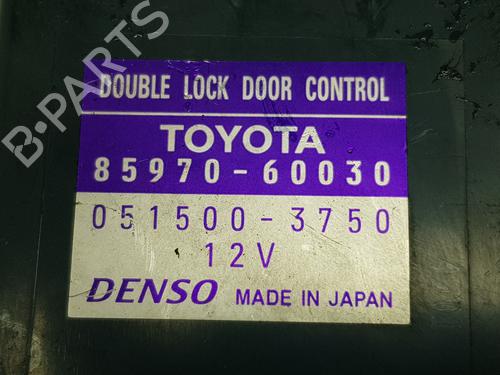 B-PARTS
DOUBLE LOCK DOOR CONTROL
TOYOTA
85970-60030
051500-3750
12V
DENSO MADE IN JAPAN